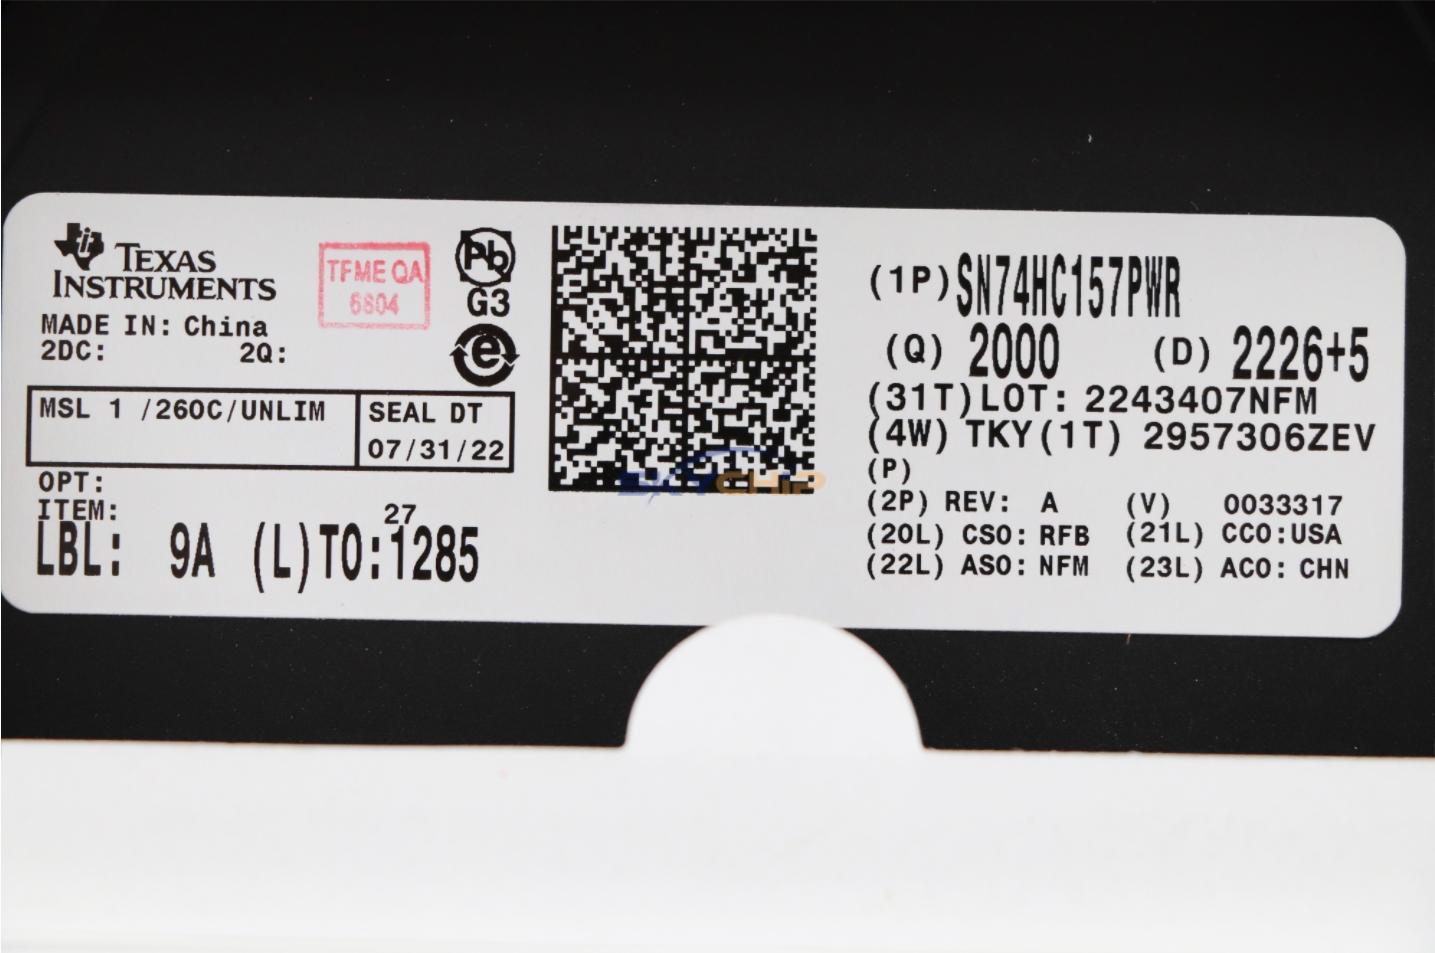 TEXAS
INSTRUMENTS
MADE IN: China
2DC: 2Q:
TFME QA
6804
Pb
G3
e
MSL 1 /260C/UNLIM
SEAL DT
07/31/22
OPT:
ITEM:
27
LBL: 9A (L)TO:1285
SKYCHIP
(1P)SN74HC157PWR
(Q) 2000 (D) 2226+5
(31T)LOT: 2243407NFM
(4W) TKY(1T) 2957306ZEV
(P)
(2P) REV: A (V) 0033317
(20L) CSO: RFB (21L) CCO:USA
(22L) ASO: NFM (23L) ACO: CHN